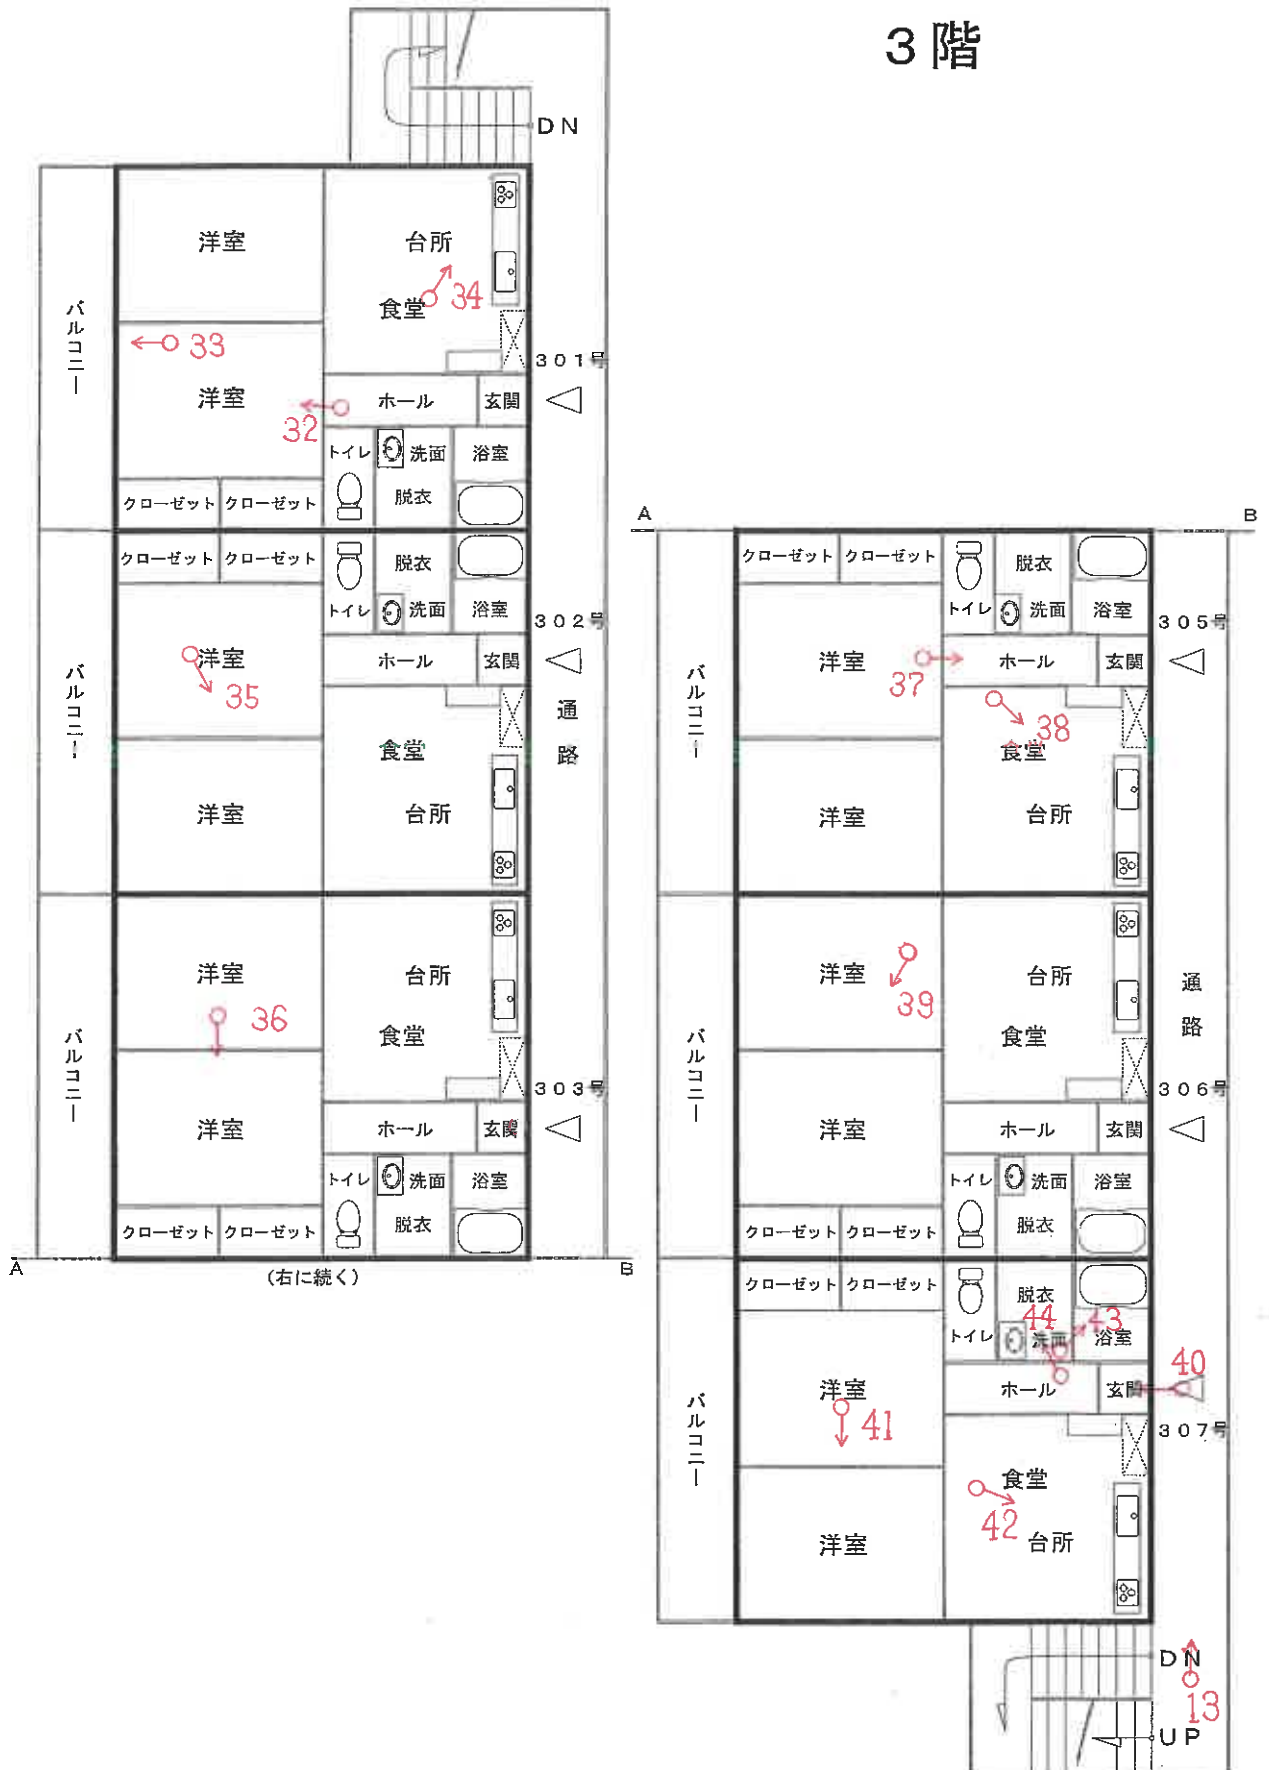 3階
DN
洋室
台所
食堂
34
バルコニー
33
洋室
301号
32
ホール
玄関
トイレ
洗面
浴室
脱衣
クローゼット
クローゼット
クローゼット
クローゼット
脱衣
トイレ
洗面
浴室
302号
洋室
35
ホール
玄関
バルコニー
通路
食堂
洋室
台所
洋室
台所
36
食堂
バルコニー
303号
洋室
ホール
玄関
トイレ
洗面
浴室
脱衣
クローゼット
クローゼット
A
(右に続く)
B
A
B
クローゼット
クローゼット
脱衣
トイレ
洗面
浴室
305号
洋室
37
ホール
玄関
38
バルコニー
食堂
洋室
台所
洋室
39
台所
通路
食堂
バルコニー
306号
洋室
ホール
玄関
トイレ
洗面
浴室
脱衣
クローゼット
クローゼット
クローゼット
クローゼット
脱衣
44
43
トイレ
洗面
浴室
40
洋室
ホール
玄関
41
307号
バルコニー
食堂
42
台所
洋室
DN
13
UP